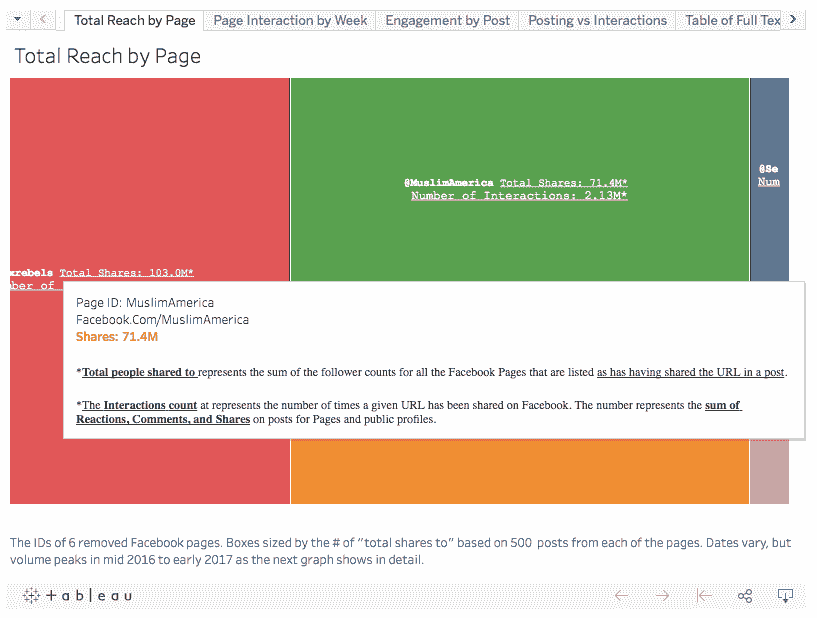 Total Reach by Page
Page Interaction by Week
Engagement by Post
Posting vs Interactions
Table of Full Tex
Total Reach by Page
@MuslimAmerica Total Shares: 71.4M*
Number of Interactions: 2.13M*
@Se
Num
xrebels Total Shares: 103.0M*
ber of
Page ID: MuslimAmerica
Facebook.Com/MuslimAmerica
Shares: 71.4M
*Total people shared to represents the sum of the follower counts for all the Facebook Pages that are listed as has having shared the URL in a post.
*The Interactions count at represents the number of times a given URL has been shared on Facebook. The number represents the sum of
Reactions, Comments, and Shares on posts for Pages and public profiles.
The IDs of 6 removed Facebook pages. Boxes sized by the # of "total shares to" based on 500 posts from each of the pages. Dates vary, but
volume peaks in mid 2016 to early 2017 as the next graph shows in detail.
+ableau